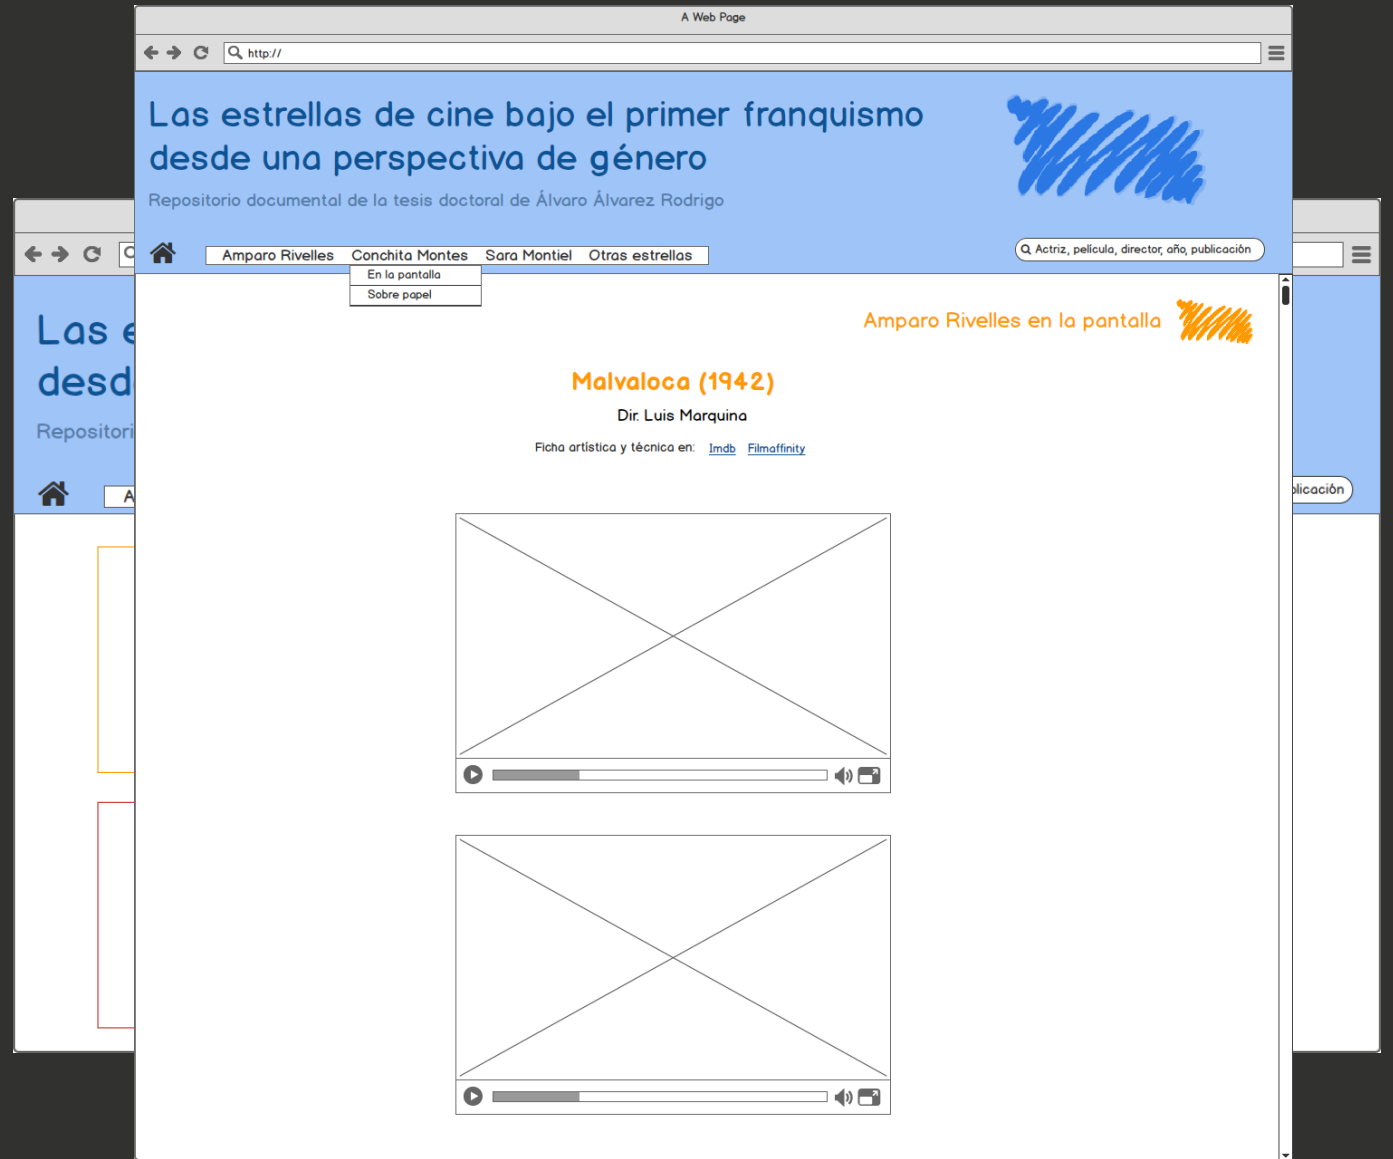 A Web Page
http://
Las estrellas de cine bajo el primer franquismo
desde una perspectiva de género
Repositorio documental de la tesis doctoral de Álvaro Álvarez Rodrigo
Amparo Rivelles Conchita Montes Sara Montiel Otras estrellas
Actriz, película, director, año, publicación
En la pantalla
Sobre papel
Amparo Rivelles en la pantalla
Malvaloca (1942)
Dir. Luis Marquina
Ficha artística y técnica en: Imdb Filmaffinity
Las e
desd
Repositori
A
blicación